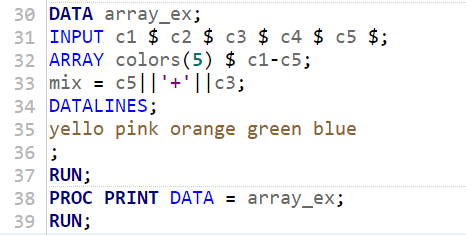 30 DATA array_ex;
31 INPUT c1 $ c2 $ c3 $ c4 $ c5 $;
32 ARRAY colors(5) $ c1-c5;
33 mix = c5||'+'||c3;
34 DATALINES;
35 yello pink orange green blue
36 ;
37 RUN;
38 PROC PRINT DATA = array_ex;
39 RUN;